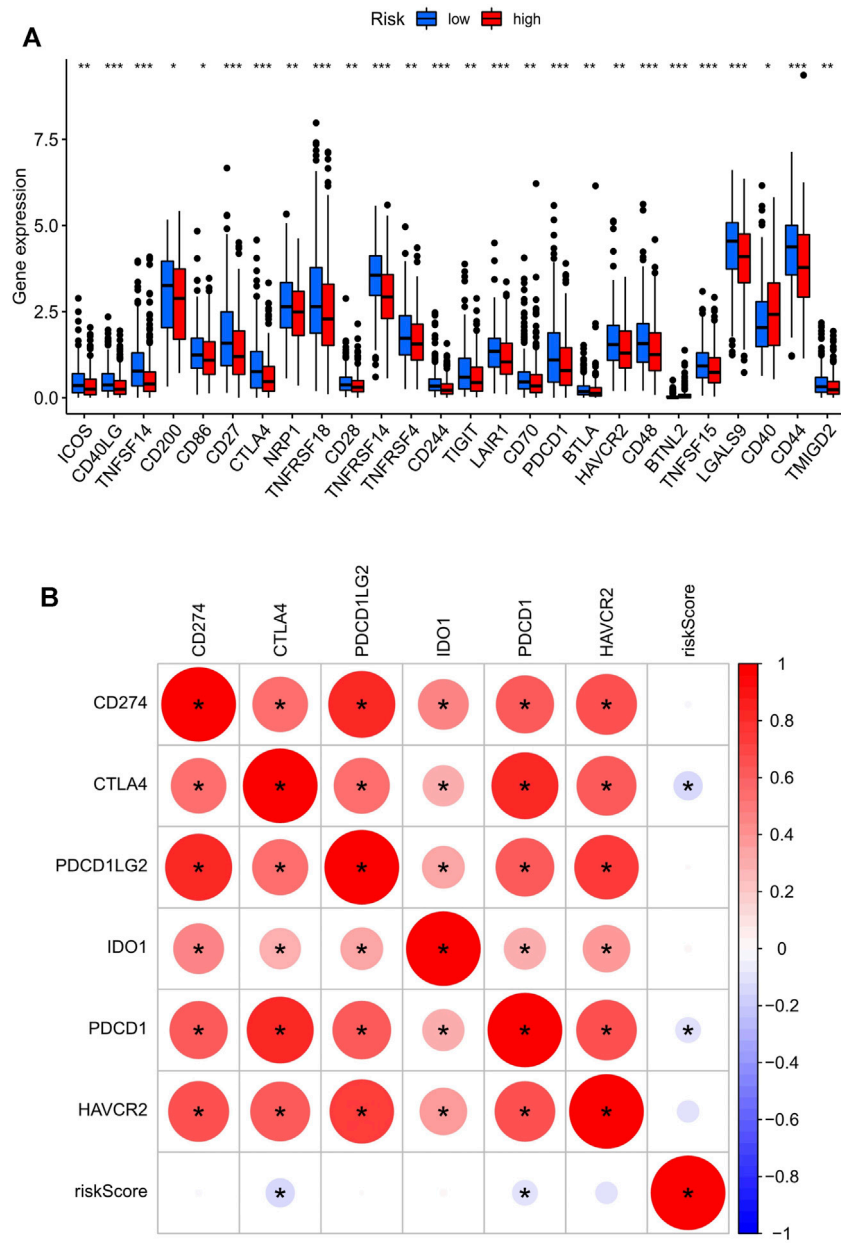 Risk low high
A
** *** *** * * *** *** ** *** ** *** ** *** ** *** ** *** ** ** *** *** *** *** * *** **
Gene expression
7.5
5.0
2.5
0.0
ICOS CD40LG TNFSF14 CD200 CD86 CD27 CTLA4 NRP1 TNFRSF18 CD28 TNFRSF14 TNFRSF4 CD244 TIGIT LAIR1 CD70 PDCD1 BTLA HAVCR2 CD48 BTNL2 TNFSF15 LGALS9 CD40 CD44 TMIGD2
B
CD274 CTLA4 PDCD1LG2 IDO1 PDCD1 HAVCR2 riskScore
CD274 * * * * * *
CTLA4 * * * * * * *
PDCD1LG2 * * * * * *
IDO1 * * * * * *
PDCD1 * * * * * * *
HAVCR2 * * * * * *
riskScore * * *
1
0.8
0.6
0.4
0.2
0
−0.2
−0.4
−0.6
−0.8
−1